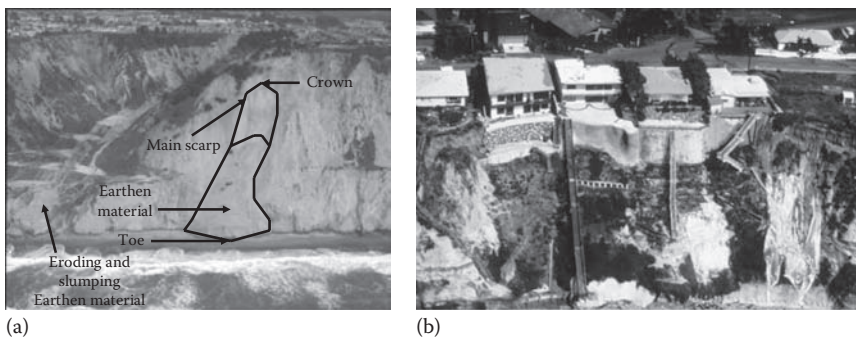 Crown
Main scarp
Earthen
material
Toe
Eroding and
slumping
Earthen material
(a)
(b)